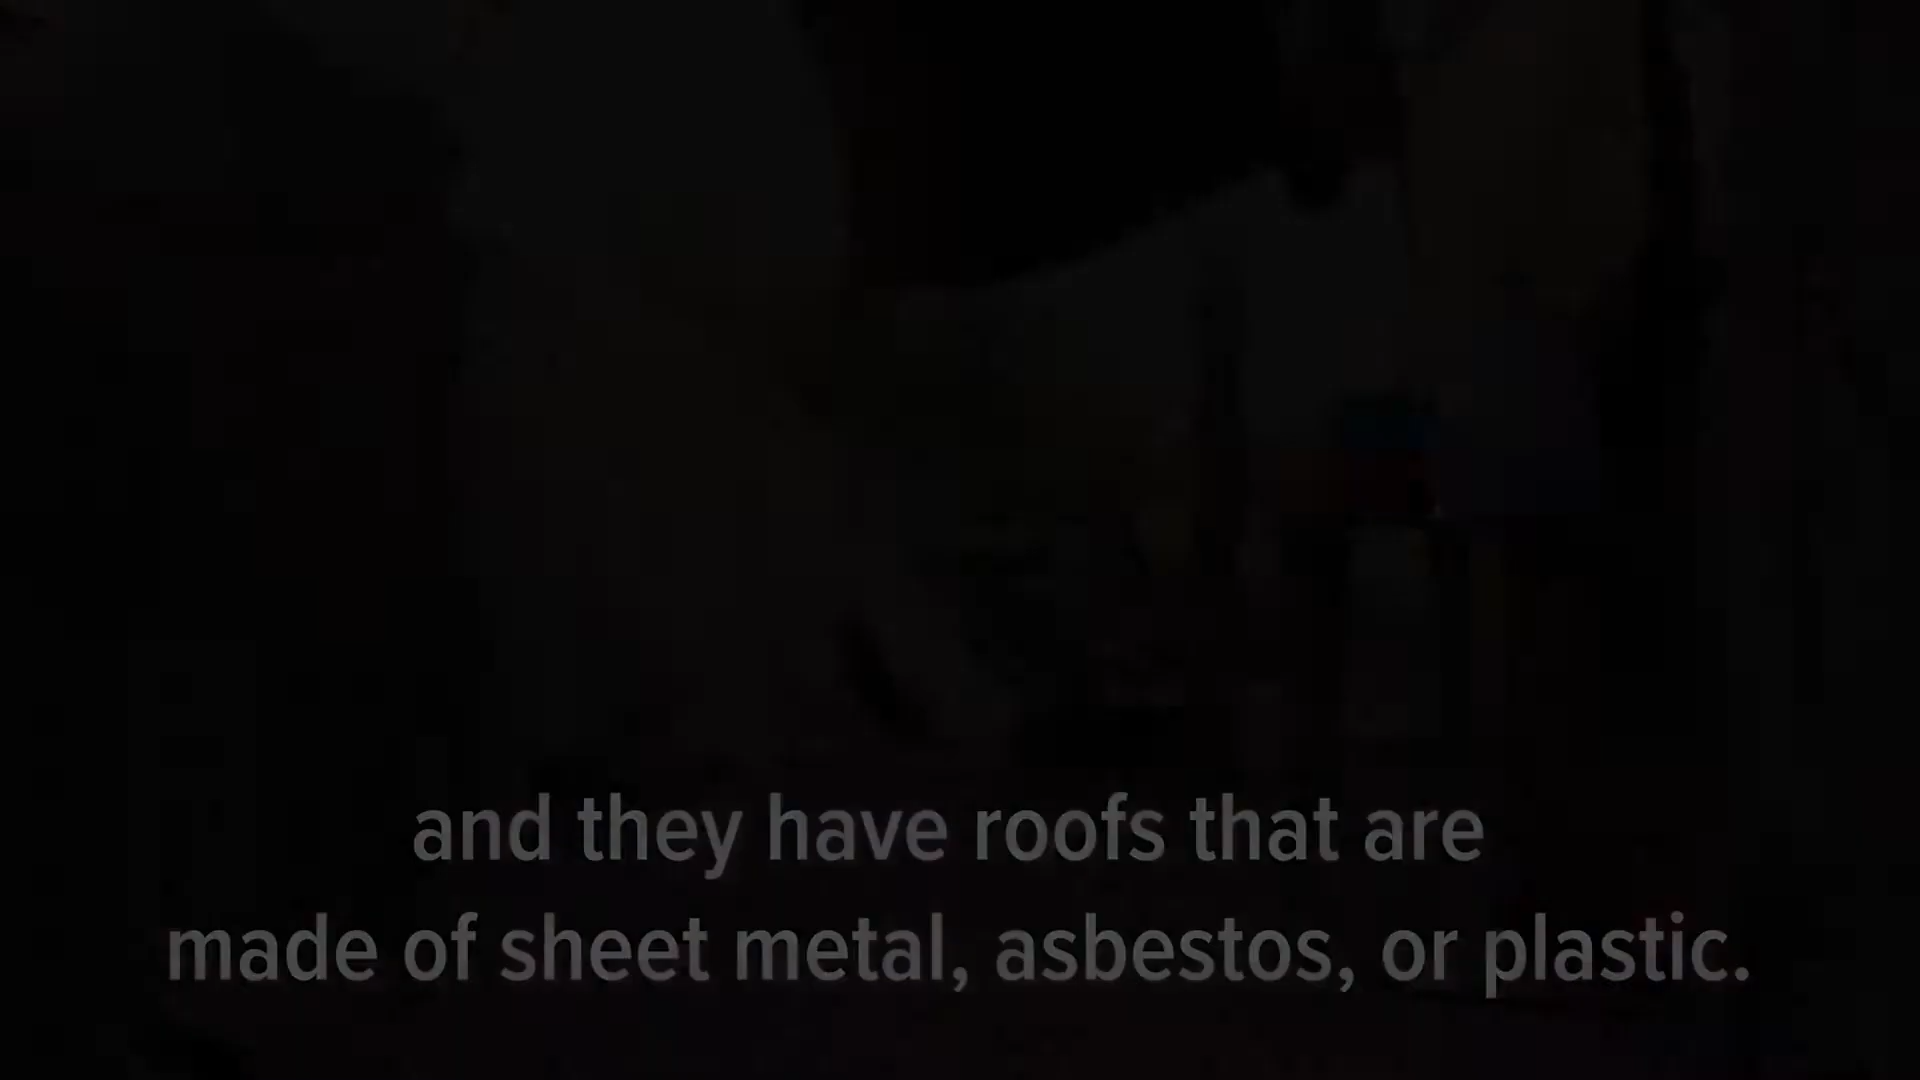 and they have roofs that are
made of sheet metal, asbestos, or plastic.